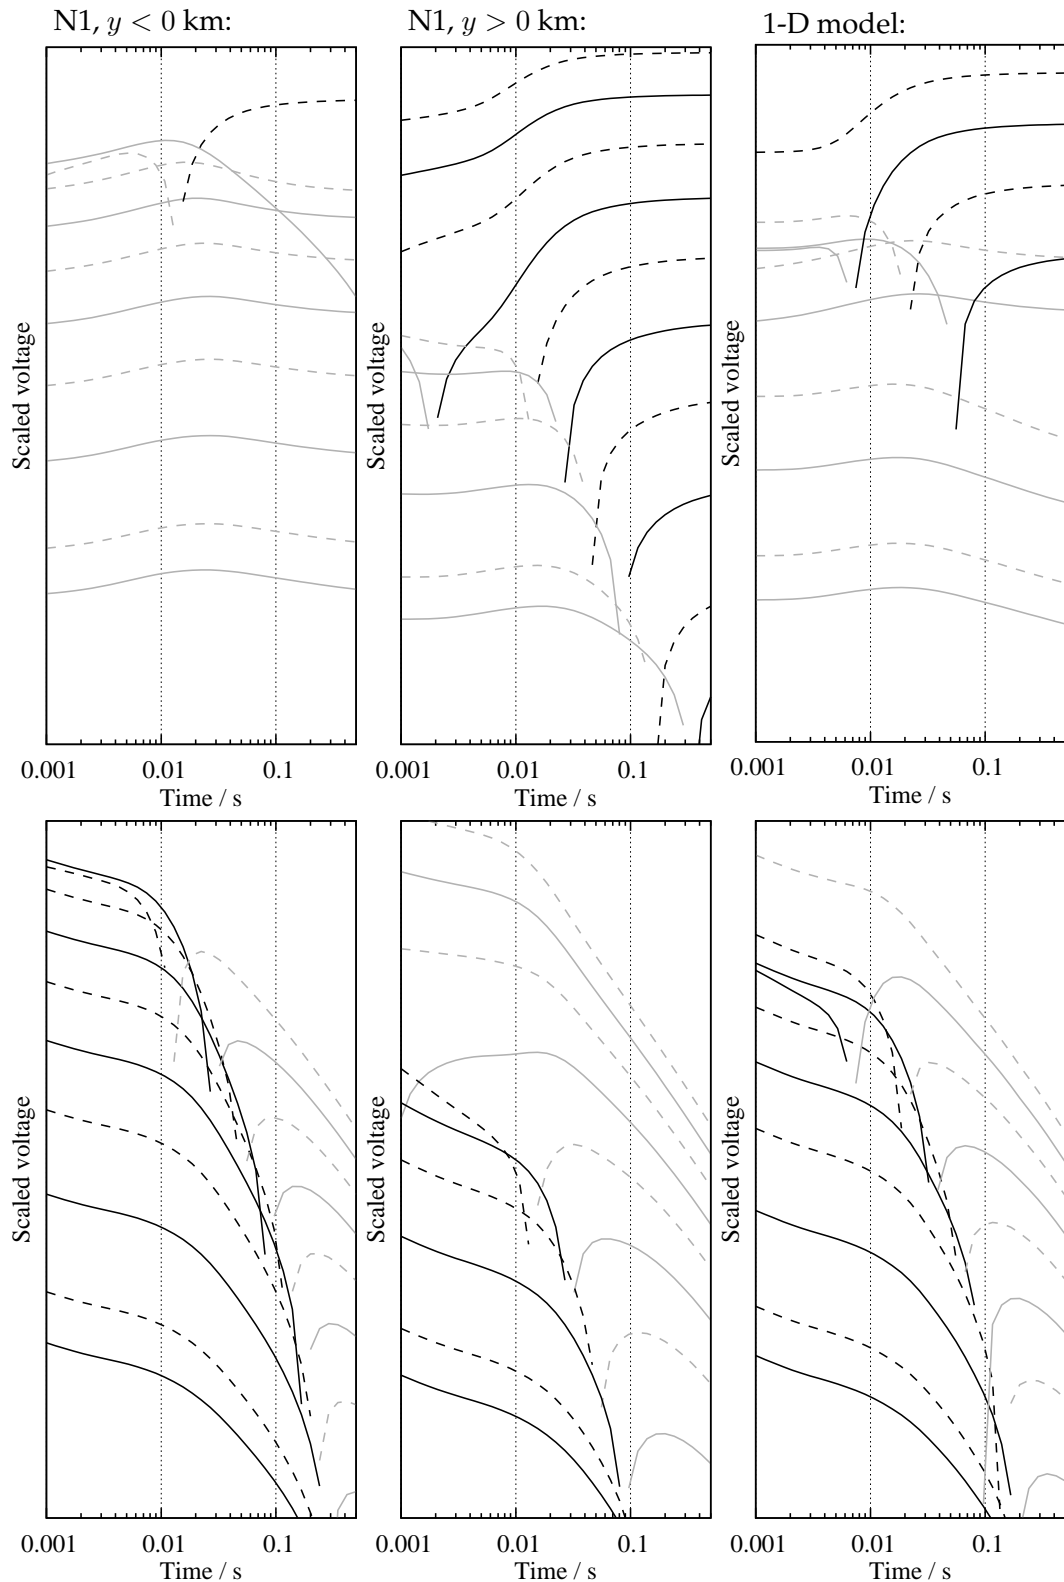 N1, y < 0 km:
N1, y > 0 km:
1-D model:
Scaled voltage
Scaled voltage
Scaled voltage
0.001 0.01 0.1
0.001 0.01 0.1
0.001 0.01 0.1
Time / s
Time / s
Time / s
Scaled voltage
Scaled voltage
Scaled voltage
0.001 0.01 0.1
0.001 0.01 0.1
0.001 0.01 0.1
Time / s
Time / s
Time / s